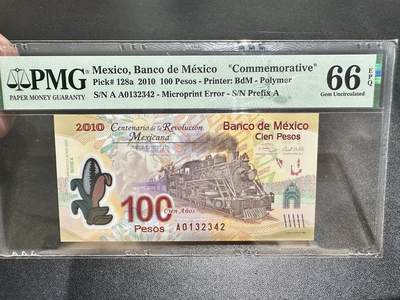 PMG
PAPER MONEY GUARANTY
Mexico, Banco de México "Commemorative"
Pick# 128a 2010 100 Pesos - Printer: BdM - Polymer
S/N A A0132342 - Microprint Error - S/N Prefix A
66 EPQ
Gem Uncirculated
2010 Centenario de la Revolución
Mexicana
Banco de México
Cien Pesos
100
Pesos
Cien Años
A0132342